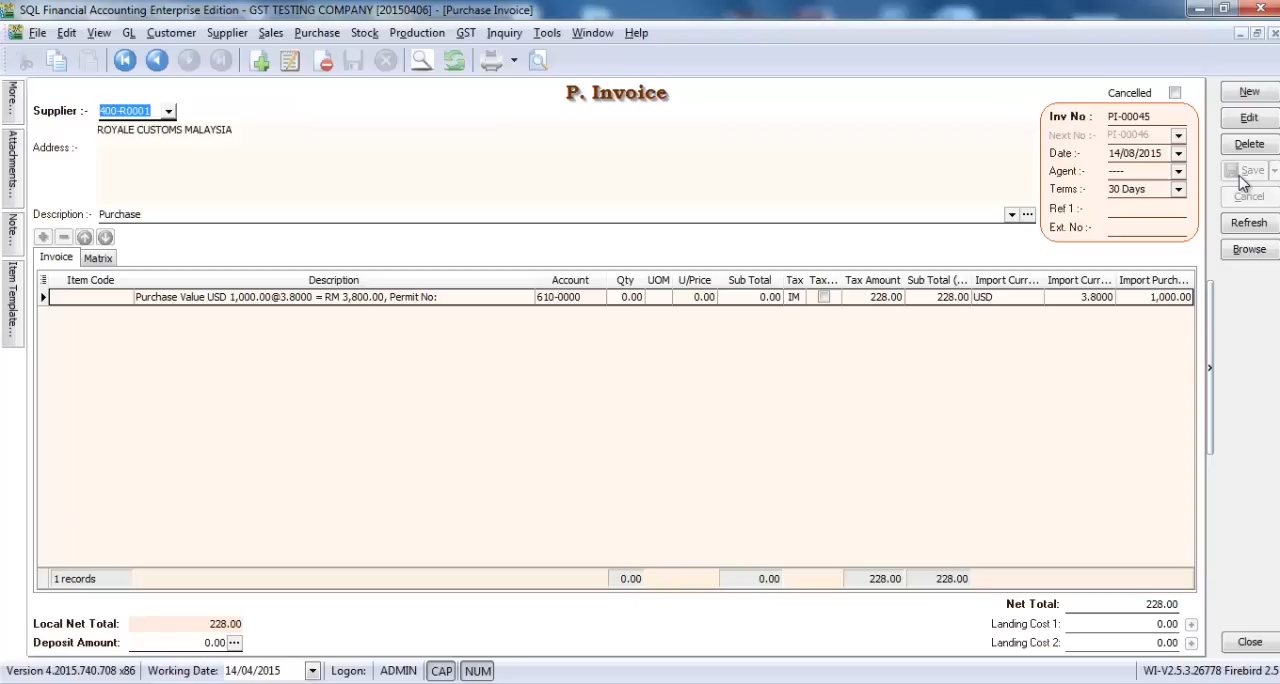 SQL Financial Accounting Enterprise Edition - GST TESTING COMPANY [20150406] - [Purchase Invoice]
File Edit View GL Customer Supplier Sales Purchase Stock Production GST Inquiry Tools Window Help
P. Invoice
Cancelled
New
Edit
Delete
Save
Cancel
Refresh
Browse
More...
Attachments...
Note...
Item Template...
Supplier :- 400-R0001
ROYALE CUSTOMS MALAYSIA
Address :-
Inv No : PI-00045
Next No :- PI-00046
Date :- 14/08/2015
Agent :- ----
Terms :- 30 Days
Ref 1 :-
Ext. No :-
Description :- Purchase
Invoice Matrix
Item Code Description Account Qty UOM U/Price Sub Total Tax Tax... Tax Amount Sub Total (... Import Curr... Import Curr... Import Purch...
Purchase Value USD 1,000.00@3.8000 = RM 3,800.00, Permit No: 610-0000 0.00 0.00 0.00 IM 228.00 228.00 USD 3.8000 1,000.00
1 records 0.00 0.00 228.00 228.00
Net Total: 228.00
Local Net Total: 228.00
Landing Cost 1: 0.00
Deposit Amount: 0.00
Landing Cost 2: 0.00
Close
Version 4.2015.740.708 x86 Working Date: 14/04/2015 Logon: ADMIN CAP NUM WI-V2.5.3.26778 Firebird 2.5